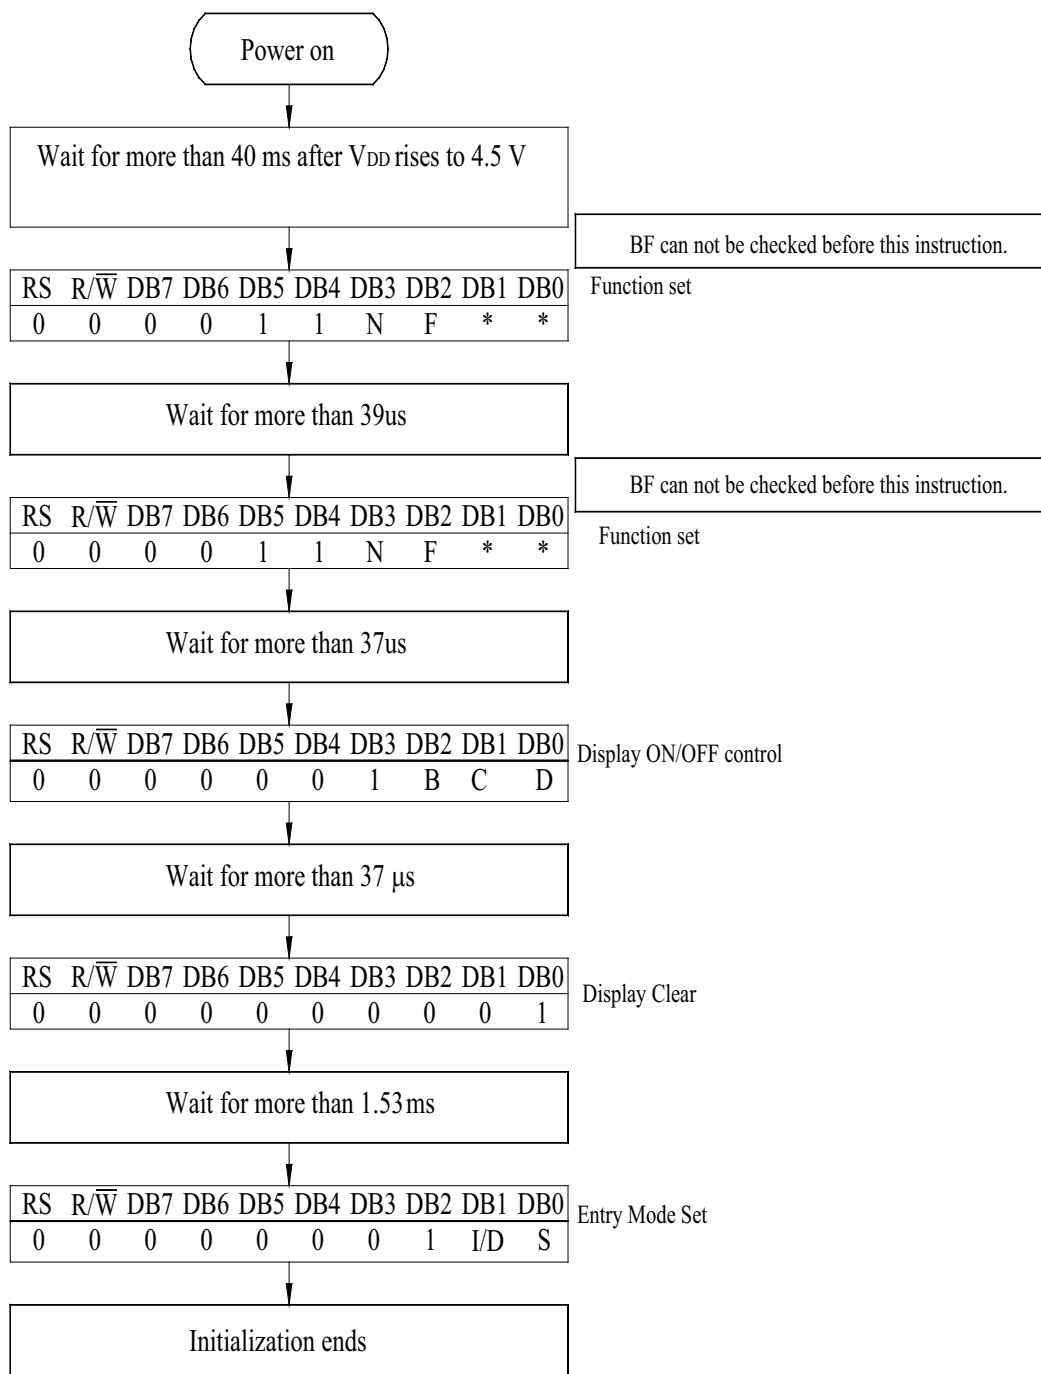 Power on
Wait for more than 40 ms after VDD rises to 4.5 V
BF can not be checked before this instruction.
RS R/W̅ DB7 DB6 DB5 DB4 DB3 DB2 DB1 DB0
Function set
0 0 0 0 1 1 N F * *
Wait for more than 39us
BF can not be checked before this instruction.
RS R/W̅ DB7 DB6 DB5 DB4 DB3 DB2 DB1 DB0
Function set
0 0 0 0 1 1 N F * *
Wait for more than 37us
RS R/W̅ DB7 DB6 DB5 DB4 DB3 DB2 DB1 DB0
Display ON/OFF control
0 0 0 0 0 0 1 B C D
Wait for more than 37 μs
RS R/W̅ DB7 DB6 DB5 DB4 DB3 DB2 DB1 DB0
Display Clear
0 0 0 0 0 0 0 0 0 1
Wait for more than 1.53ms
RS R/W̅ DB7 DB6 DB5 DB4 DB3 DB2 DB1 DB0
Entry Mode Set
0 0 0 0 0 0 0 1 I/D S
Initialization ends